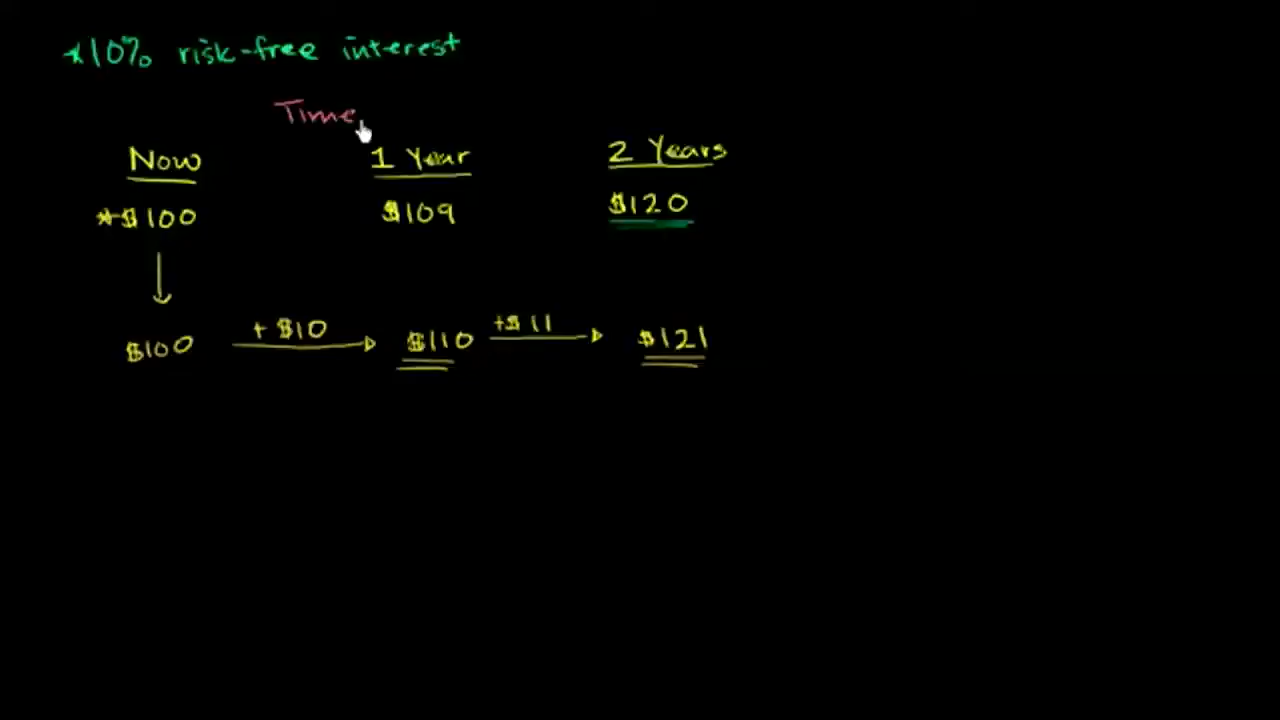 *10% risk-free interest
Time
Now 1 Year 2 Years
*$100 $109 $120
$100 + $10 $110 +$11 $121